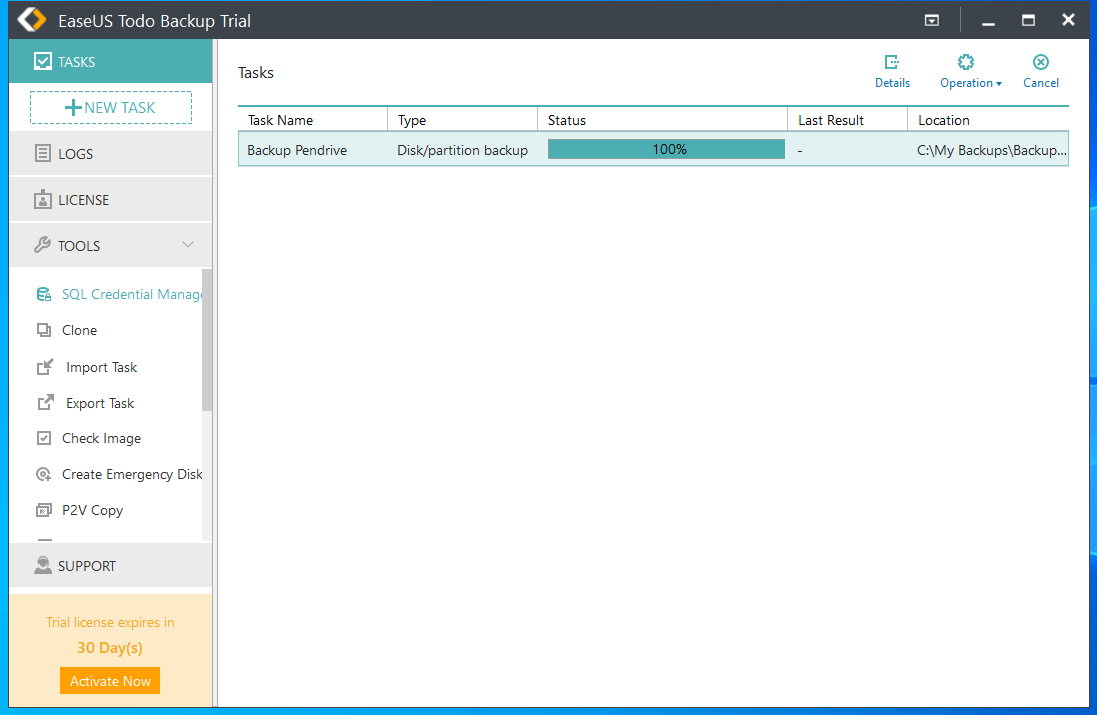 EaseUS Todo Backup Trial
TASKS
NEW TASK
LOGS
LICENSE
TOOLS
SQL Credential Manage
Clone
Import Task
Export Task
Check Image
Create Emergency Disk
P2V Copy
SUPPORT
Trial license expires in
30 Day(s)
Activate Now
Tasks
Details Operation Cancel
Task Name Type Status Last Result Location
Backup Pendrive Disk/partition backup 100% - C:\My Backups\Backup...